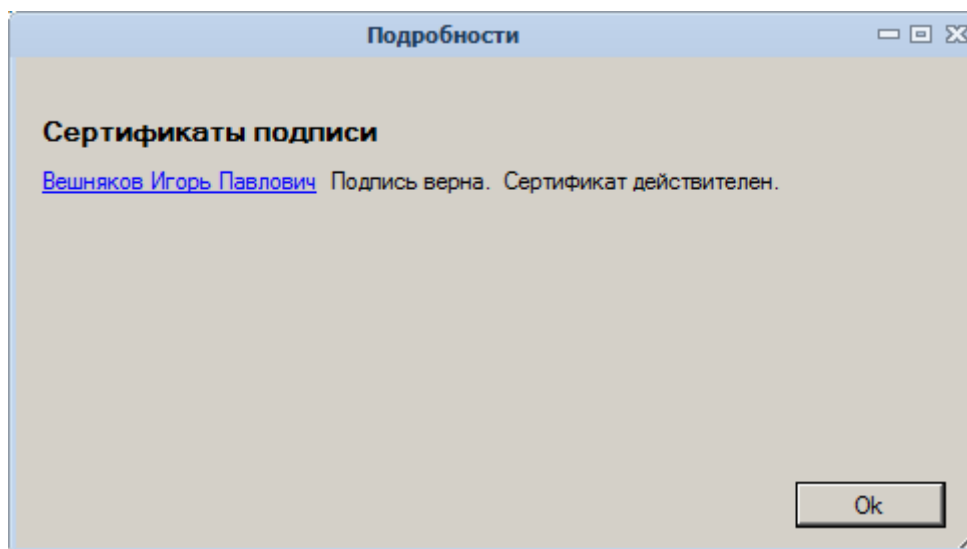 Подробности
Сертификаты подписи
Вешняков Игорь Павлович Подпись верна. Сертификат действителен.
Ok